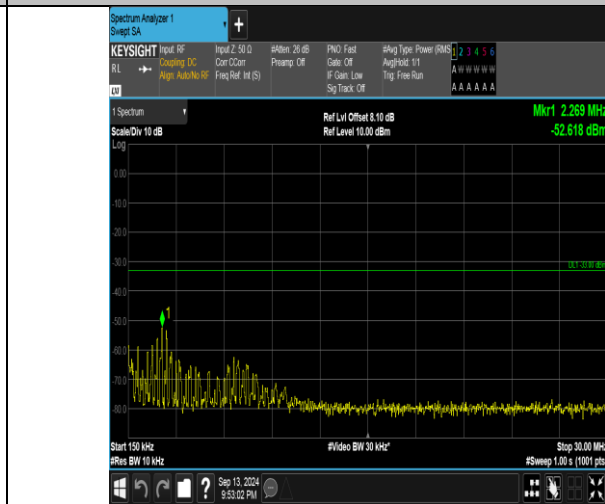 Spectrum Analyzer 1
Swept SA
+
KEYSIGHT Input: RF Input Z: 50 Ω #Atten: 26 dB PNO: Fast #Avg Type: Power (RMS 1 2 3 4 5 6
RL Coupling: DC Corr CCorr Preamp: Off Gate: Off Avg|Hold: 1/1 A W W W W W
Align: Auto/No RF Freq Ref: Int (S) IF Gain: Low Trig: Free Run
Sig Track: Off A A A A A A
1 Spectrum Ref Lvl Offset 8.10 dB Mkr1 2.269 MHz
Scale/Div 10 dB Ref Level 10.00 dBm -52.618 dBm
Log
0.00
-10.0
-20.0
-30.0
DL1 -33.00 dBm
-40.0
-50.0
1
-60.0
-70.0
-80.0
Start 150 kHz #Video BW 30 kHz* Stop 30.00 MHz
#Res BW 10 kHz #Sweep 1.00 s (1001 pts
? Sep 13, 2024
9:53:02 PM